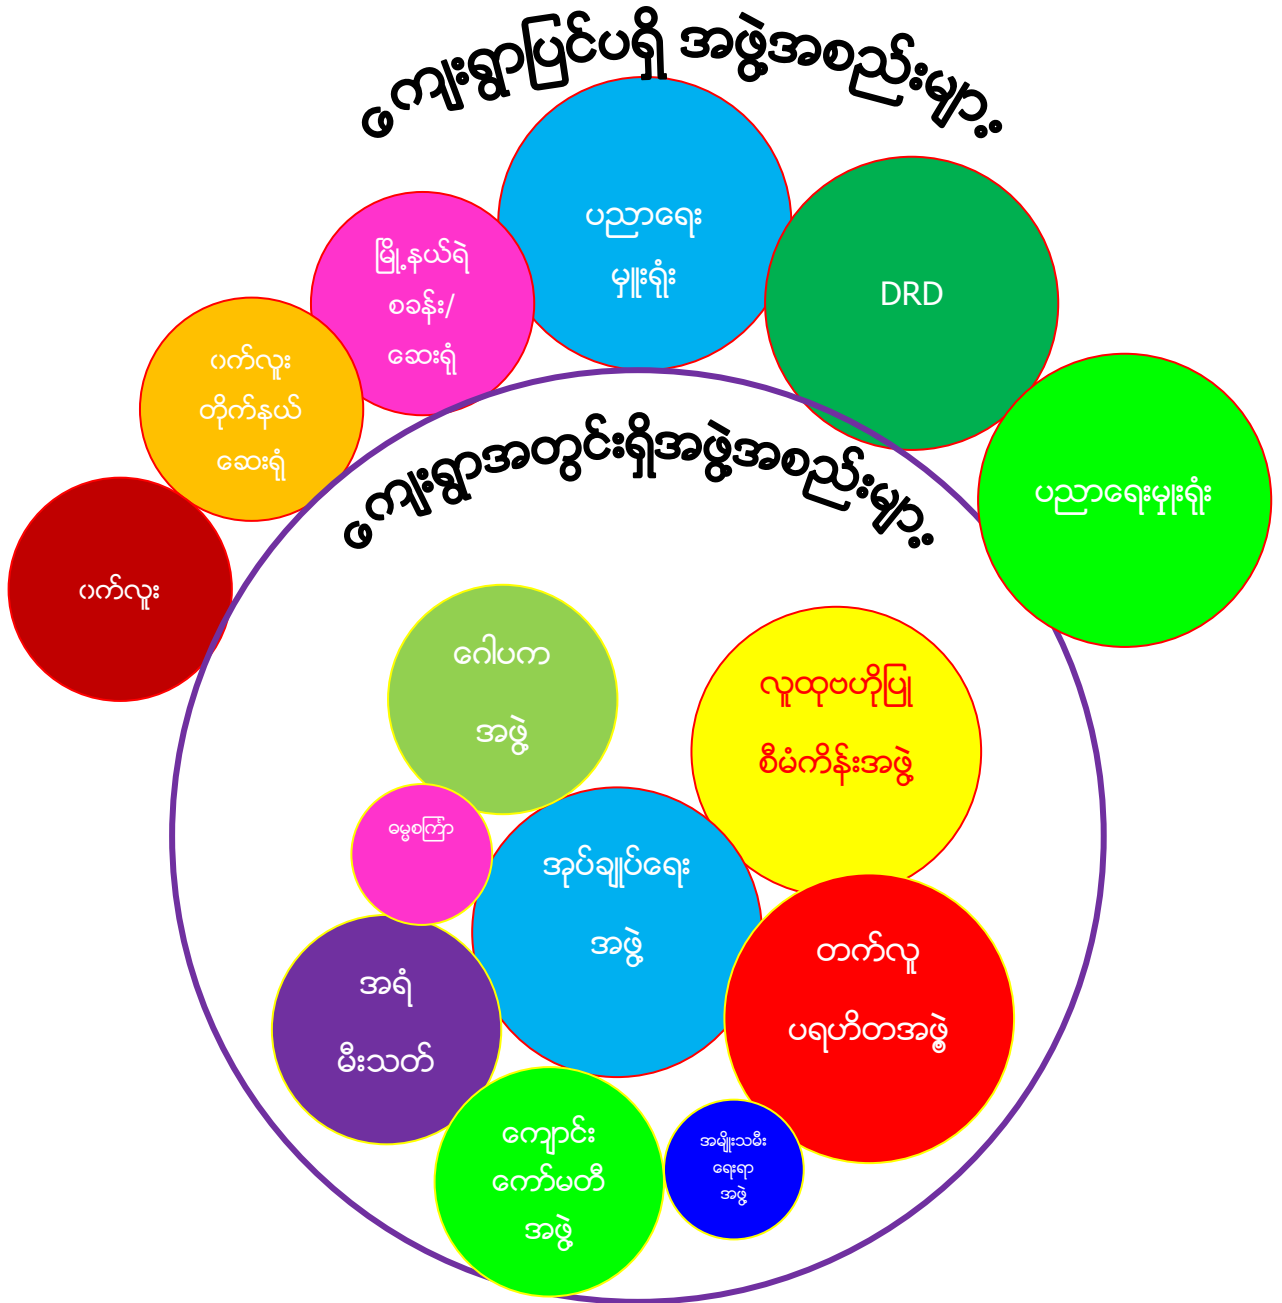 ကျေးရွာပြင်ပရှိ အဖွဲ့အစည်းများ
ပညာရေး
မှူးရုံး
မြို့နယ်ရဲ
စခန်း/
ဆေးရုံ
DRD
ပက်လူး
တိုက်နယ်
ဆေးရုံ
ပညာရေးမှုးရုံး
ပက်လူး
ကျေးရွာအတွင်းရှိအဖွဲ့အစည်းများ
ဂေါပက
အဖွဲ့
လူထုဗဟိုပြု
စီမံကိန်းအဖွဲ့
ဓမ္မစကြာ
အုပ်ချုပ်ရေး
အဖွဲ့
အရံ
မီးသတ်
တက်လူ
ပရဟိတအဖွဲ့
ကျောင်း
ကော်မတီ
အဖွဲ့
အမျိုးသမီး
ရေးရာ
အဖွဲ့